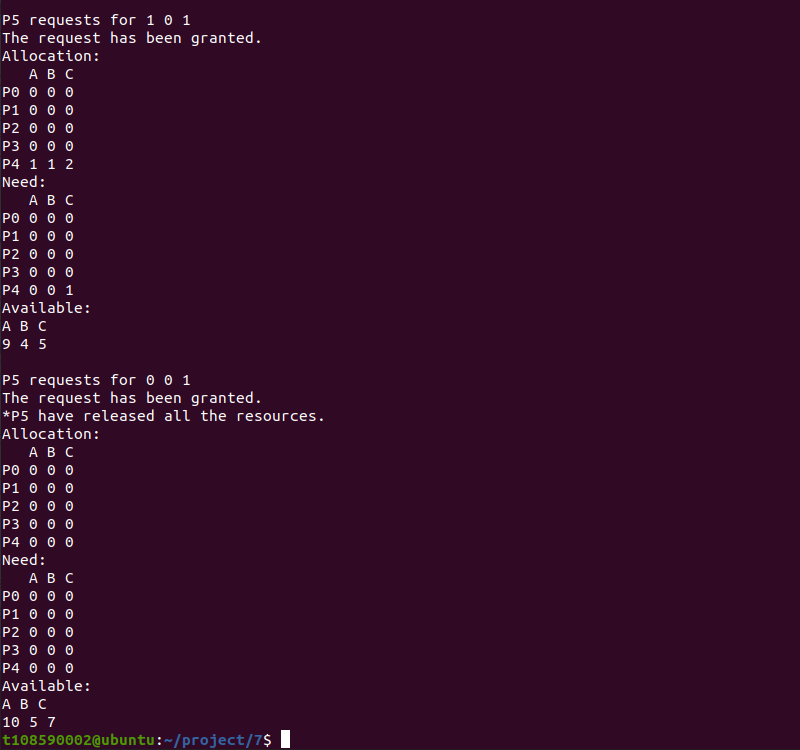 P5 requests for 1 0 1
The request has been granted.
Allocation:
   A B C
P0 0 0 0
P1 0 0 0
P2 0 0 0
P3 0 0 0
P4 1 1 2
Need:
   A B C
P0 0 0 0
P1 0 0 0
P2 0 0 0
P3 0 0 0
P4 0 0 1
Available:
A B C
9 4 5

P5 requests for 0 0 1
The request has been granted.
*P5 have released all the resources.
Allocation:
   A B C
P0 0 0 0
P1 0 0 0
P2 0 0 0
P3 0 0 0
P4 0 0 0
Need:
   A B C
P0 0 0 0
P1 0 0 0
P2 0 0 0
P3 0 0 0
P4 0 0 0
Available:
A B C
10 5 7
t108590002@ubuntu:~/project/7$